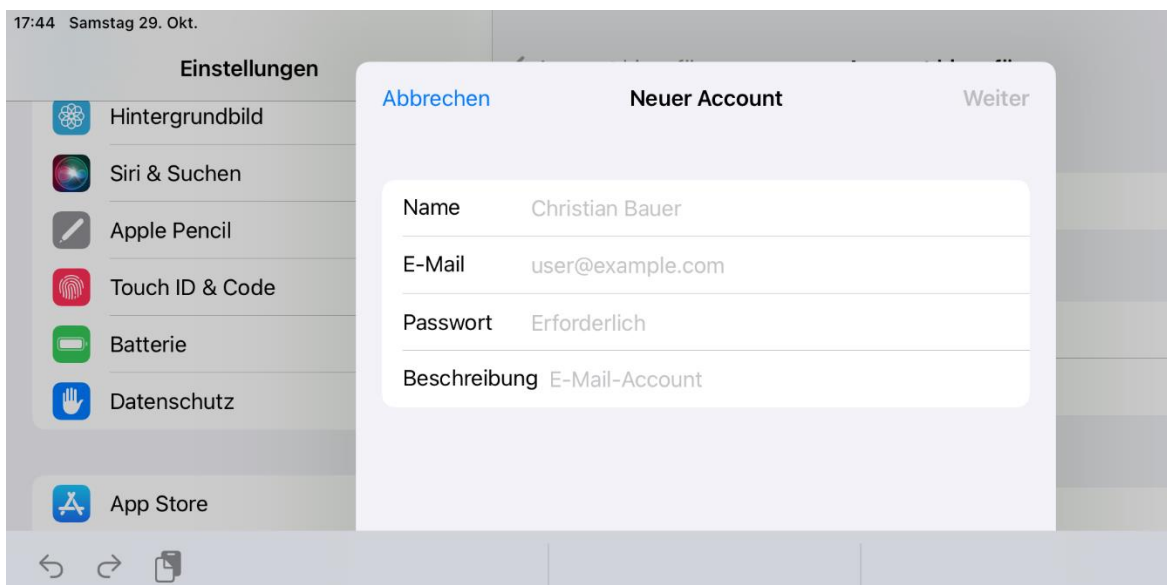 17:44 Samstag 29. Okt.
Einstellungen
Hintergrundbild
Siri & Suchen
Apple Pencil
Touch ID & Code
Batterie
Datenschutz
App Store
Abbrechen
Neuer Account
Weiter
Name Christian Bauer
E-Mail user@example.com
Passwort Erforderlich
Beschreibung E-Mail-Account